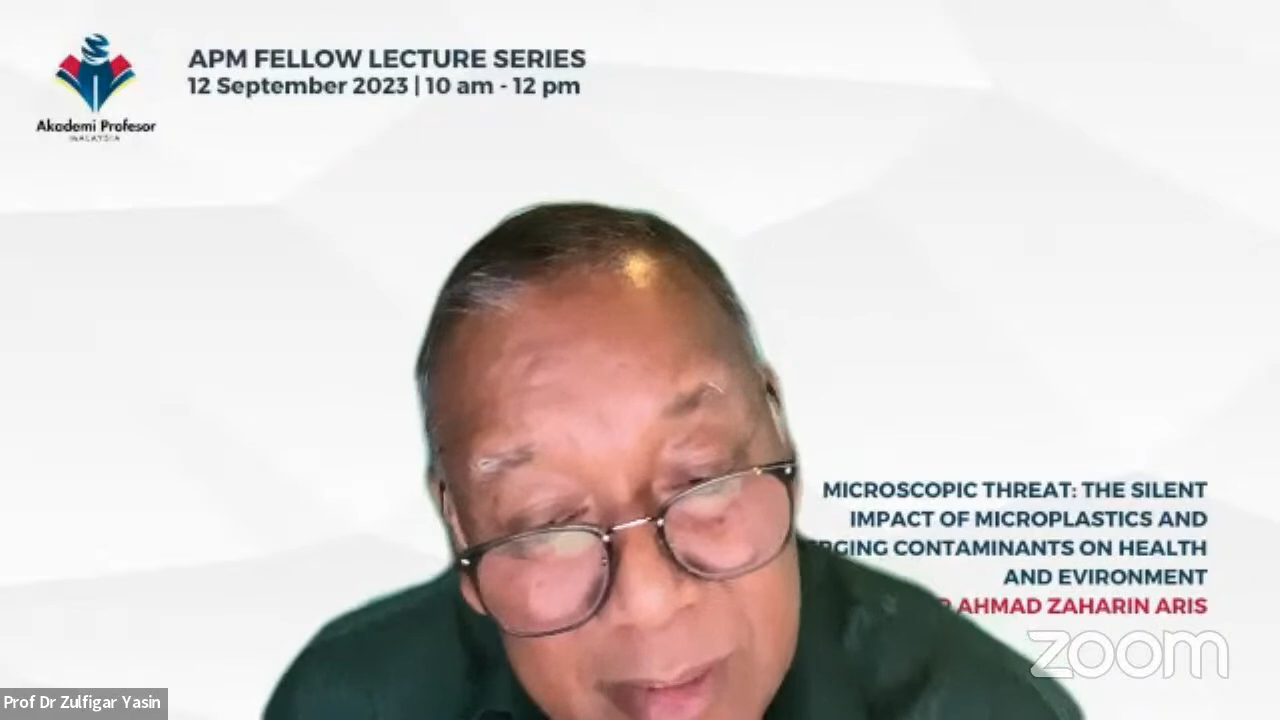 APM FELLOW LECTURE SERIES
12 September 2023 | 10 am - 12 pm
Akademi Profesor
MALAYSIA
MICROSCOPIC THREAT: THE SILENT
IMPACT OF MICROPLASTICS AND
CONTAMINANTS ON HEALTH
AND EVIRONMENT
AHMAD ZAHARIN ARIS
zoom
Prof Dr Zulfigar Yasin